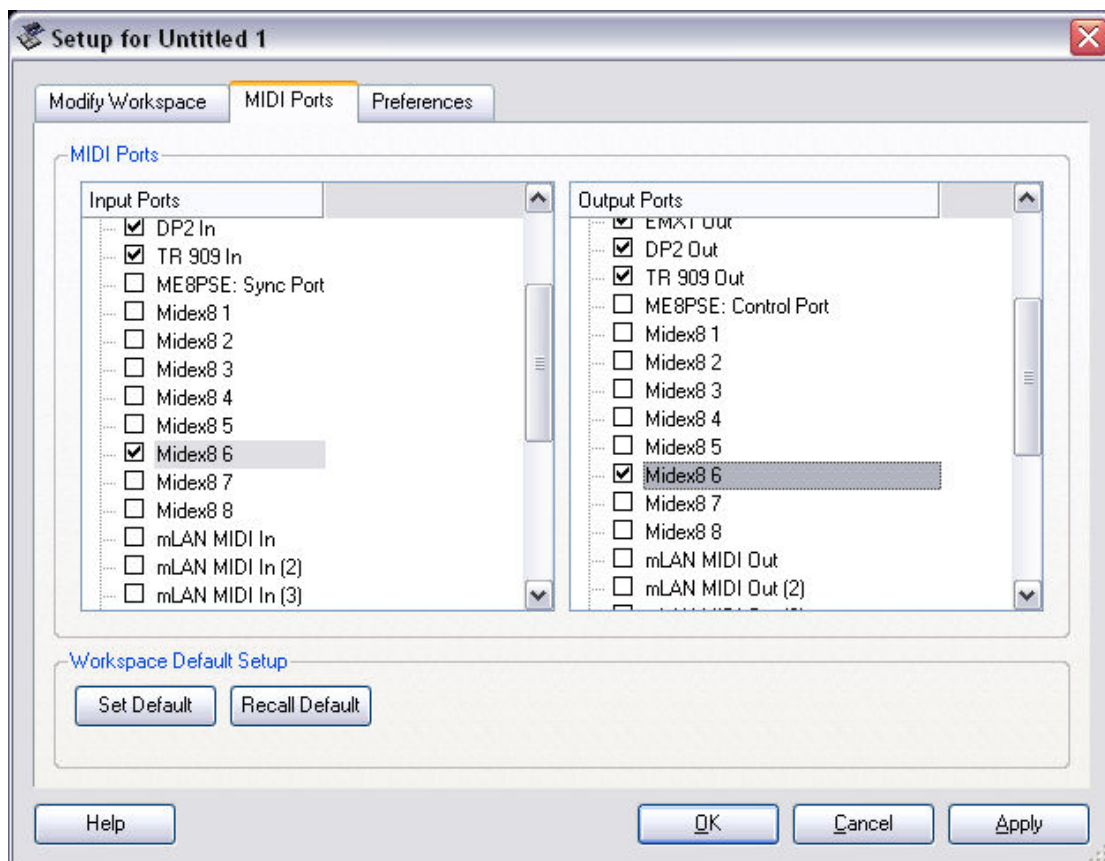 Setup for Untitled 1
Modify Workspace
MIDI Ports
Preferences
MIDI Ports
Input Ports
DP2 In
TR 909 In
ME8PSE: Sync Port
Midex8 1
Midex8 2
Midex8 3
Midex8 4
Midex8 5
Midex8 6
Midex8 7
Midex8 8
mLAN MIDI In
mLAN MIDI In (2)
mLAN MIDI In (3)
Output Ports
EMX1 Out
DP2 Out
TR 909 Out
ME8PSE: Control Port
Midex8 1
Midex8 2
Midex8 3
Midex8 4
Midex8 5
Midex8 6
Midex8 7
Midex8 8
mLAN MIDI Out
mLAN MIDI Out (2)
Workspace Default Setup
Set Default
Recall Default
Help
OK
Cancel
Apply